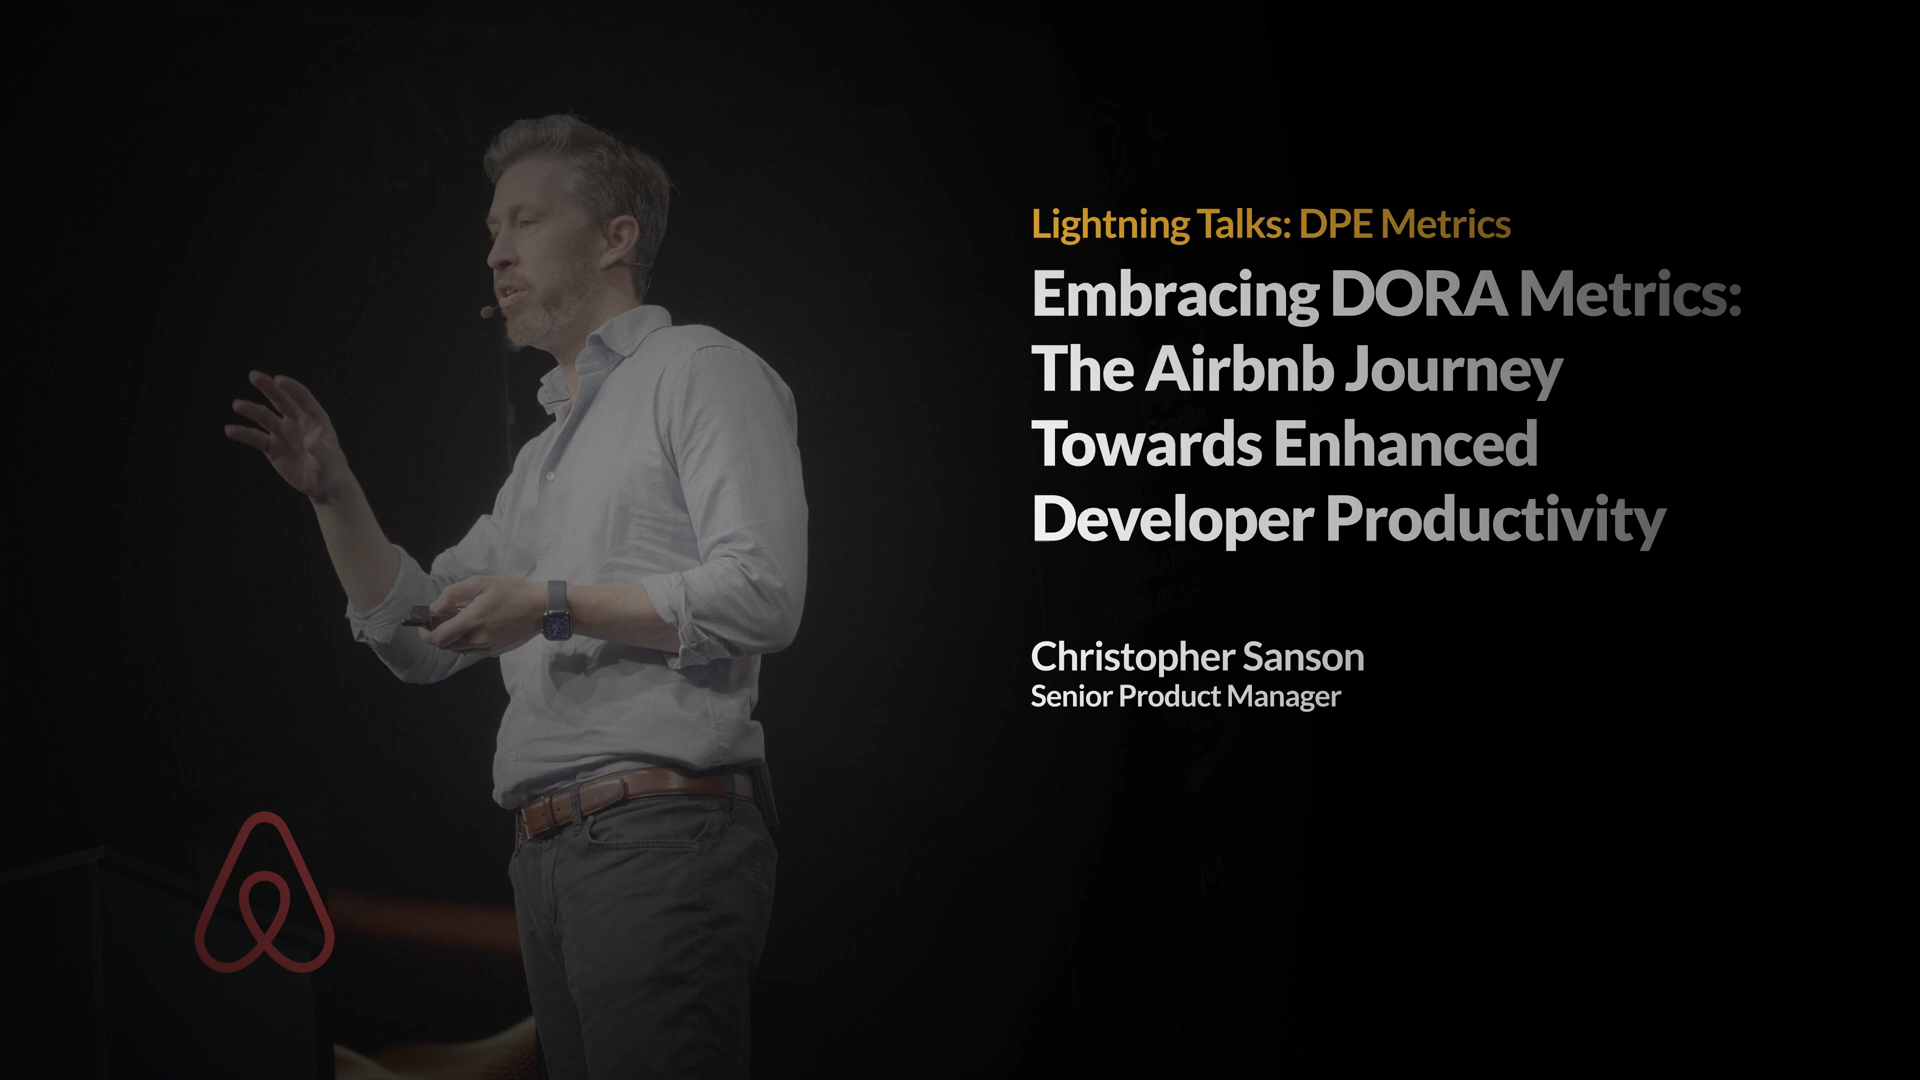 Lightning Talks: DPE Metrics
Embracing DORA Metrics:
The Airbnb Journey
Towards Enhanced
Developer Productivity
Christopher Sanson
Senior Product Manager